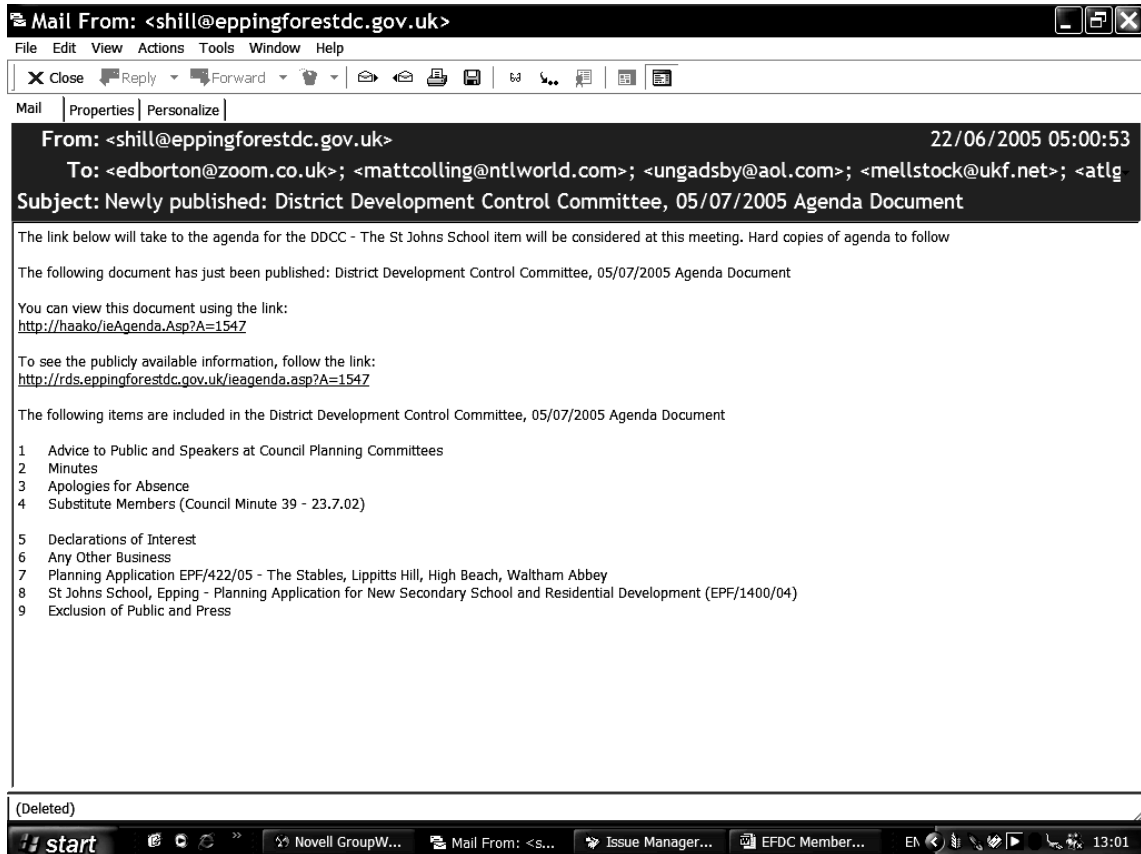 Mail From: <shill@eppingforestdc.gov.uk>
File Edit View Actions Tools Window Help
Close Reply Forward
Mail Properties Personalize
From: <shill@eppingforestdc.gov.uk> 22/06/2005 05:00:53
To: <edborton@zoom.co.uk>; <mattcolling@ntlworld.com>; <ungadsby@aol.com>; <mellstock@ukf.net>; <atlg
Subject: Newly published: District Development Control Committee, 05/07/2005 Agenda Document
The link below will take to the agenda for the DDCC - The St Johns School item will be considered at this meeting. Hard copies of agenda to follow
The following document has just been published: District Development Control Committee, 05/07/2005 Agenda Document
You can view this document using the link:
http://haako/ieAgenda.Asp?A=1547
To see the publicly available information, follow the link:
http://rds.eppingforestdc.gov.uk/ieagenda.asp?A=1547
The following items are included in the District Development Control Committee, 05/07/2005 Agenda Document
1 Advice to Public and Speakers at Council Planning Committees
2 Minutes
3 Apologies for Absence
4 Substitute Members (Council Minute 39 - 23.7.02)
5 Declarations of Interest
6 Any Other Business
7 Planning Application EPF/422/05 - The Stables, Lippitts Hill, High Beach, Waltham Abbey
8 St Johns School, Epping - Planning Application for New Secondary School and Residential Development (EPF/1400/04)
9 Exclusion of Public and Press
(Deleted)
start Novell GroupW... Mail From: <s... Issue Manager... EFDC Member... EN 13:01